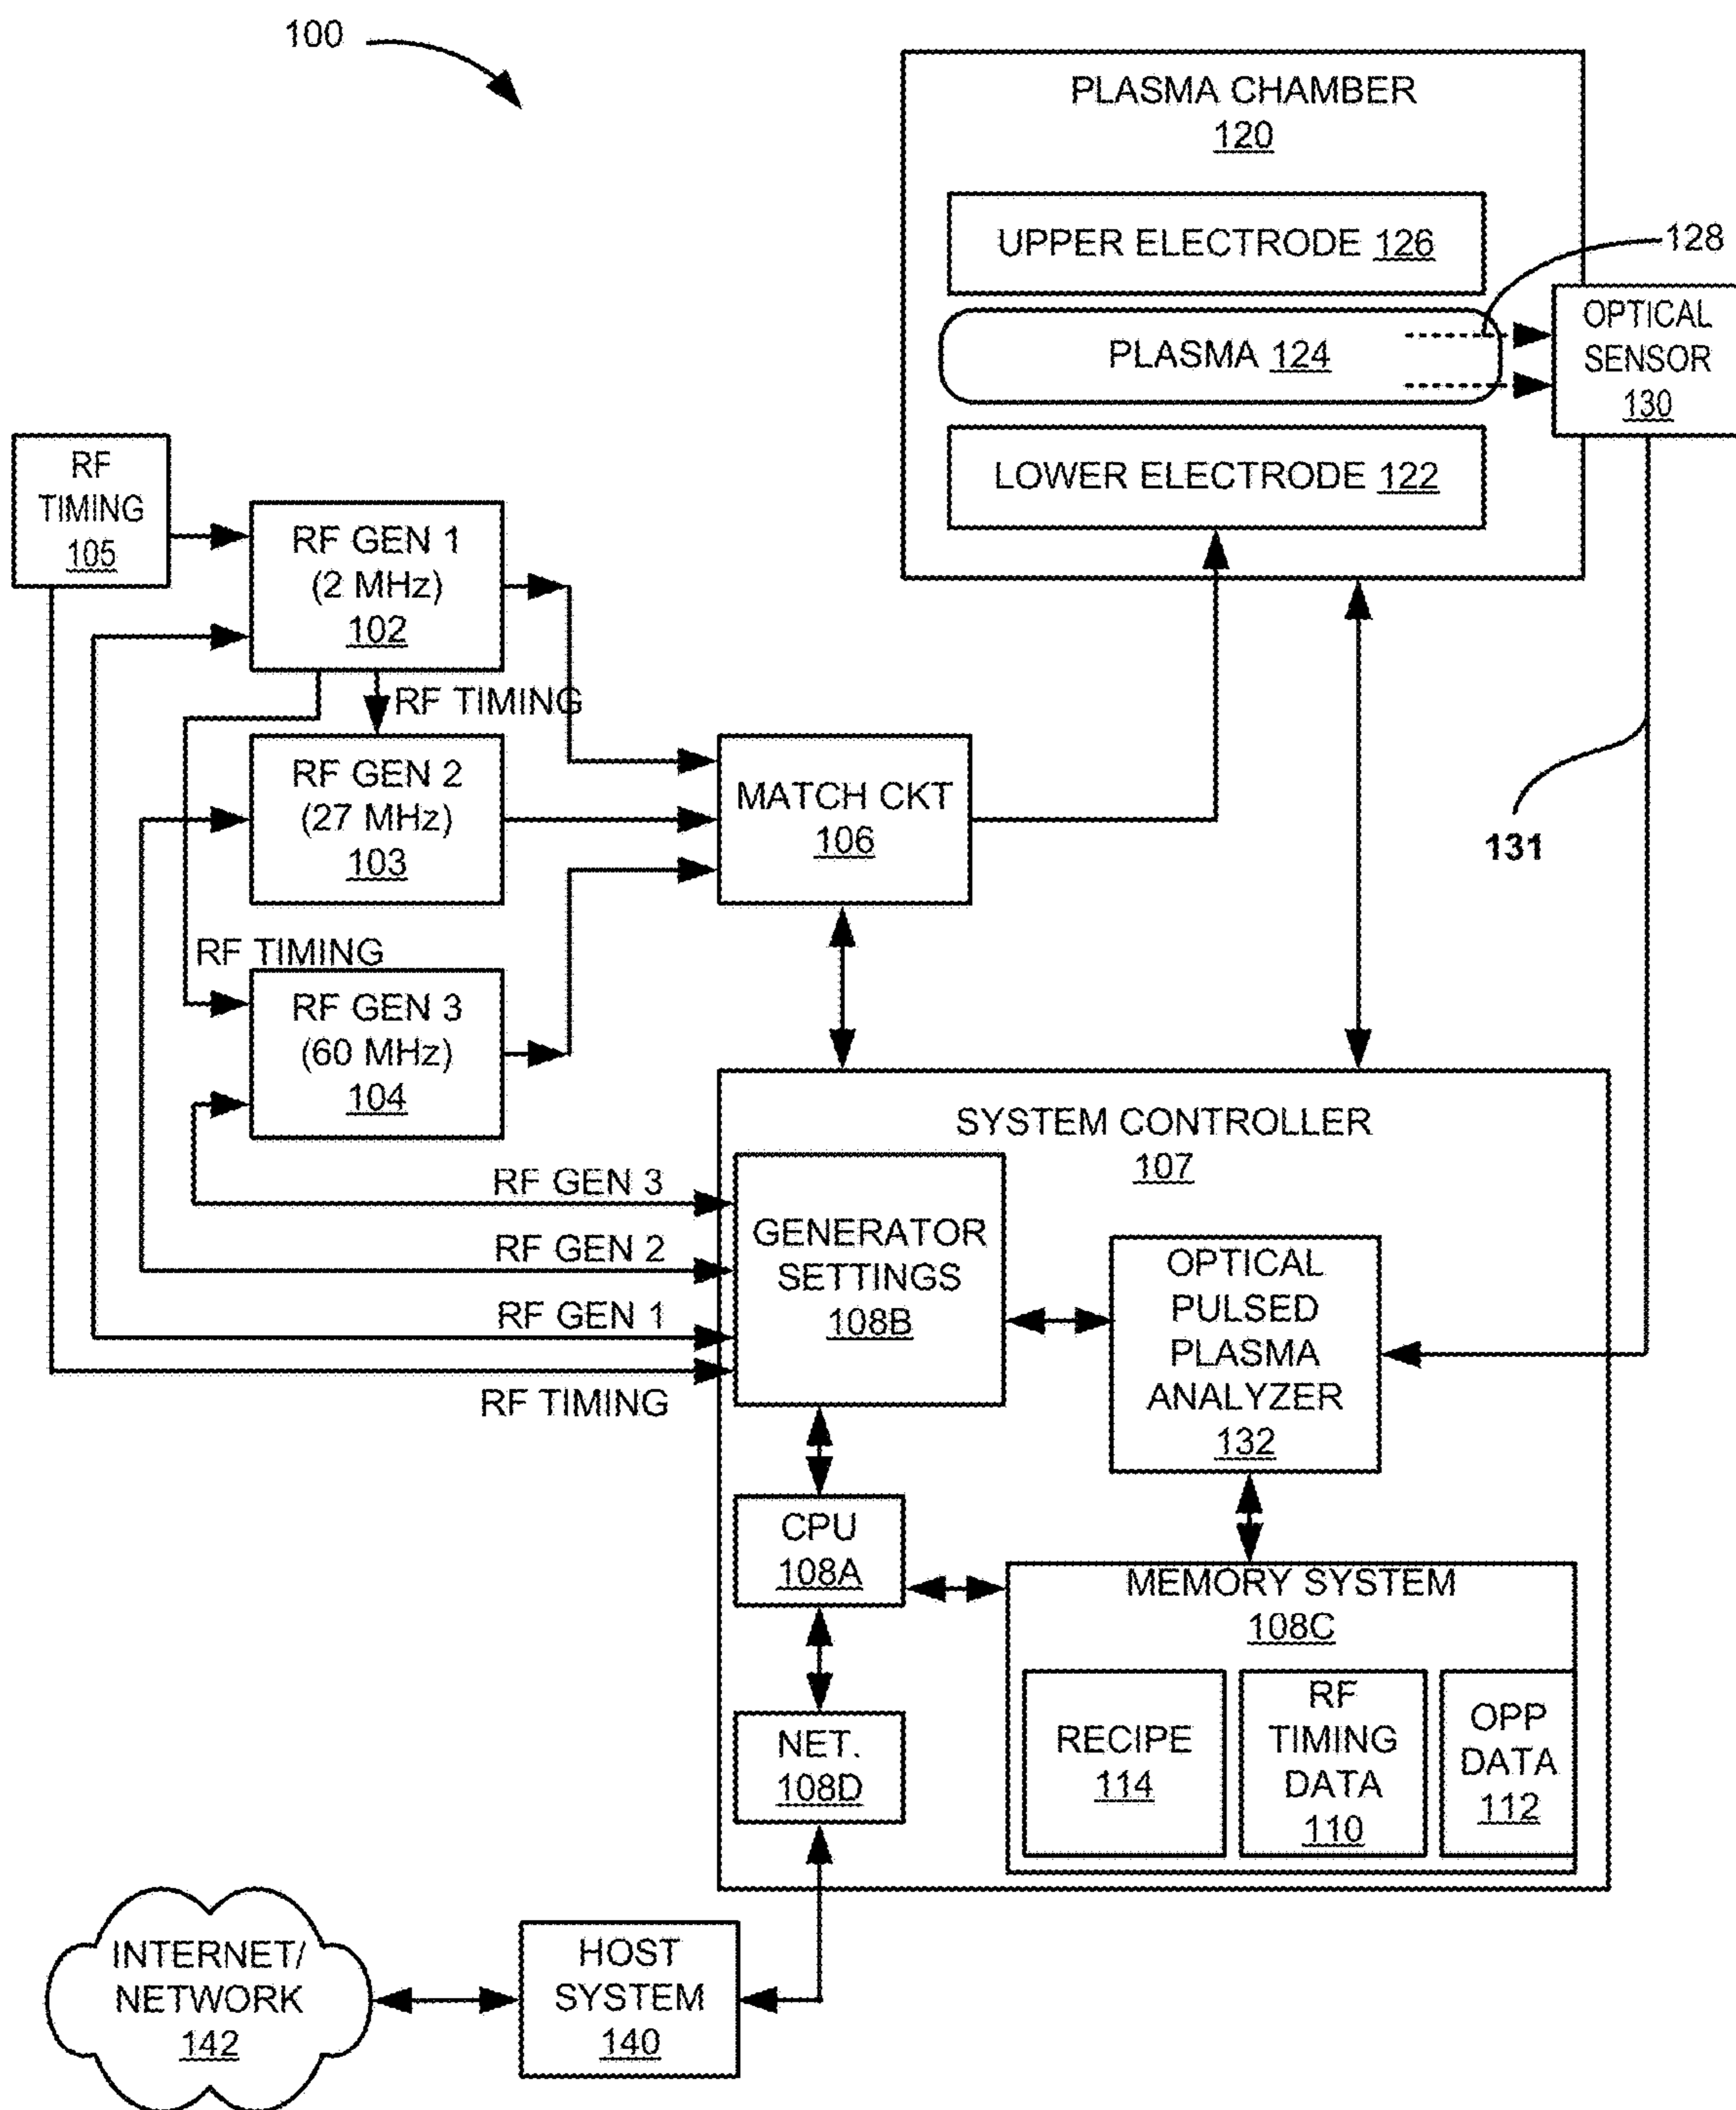 100
PLASMA CHAMBER
120
UPPER ELECTRODE 126
128
OPTICAL
SENSOR
130
PLASMA 124
LOWER ELECTRODE 122
RF
TIMING
105
RF GEN 1
(2 MHz)
102
RF TIMING
RF GEN 2
(27 MHz)
103
MATCH CKT
106
131
RF TIMING
RF GEN 3
(60 MHz)
104
SYSTEM CONTROLLER
107
RF GEN 3
RF GEN 2
RF GEN 1
RF TIMING
GENERATOR
SETTINGS
108B
OPTICAL
PULSED
PLASMA
ANALYZER
132
CPU
108A
MEMORY SYSTEM
108C
NET.
108D
RECIPE
114
RF
TIMING
DATA
110
OPP
DATA
112
INTERNET/
NETWORK
142
HOST
SYSTEM
140